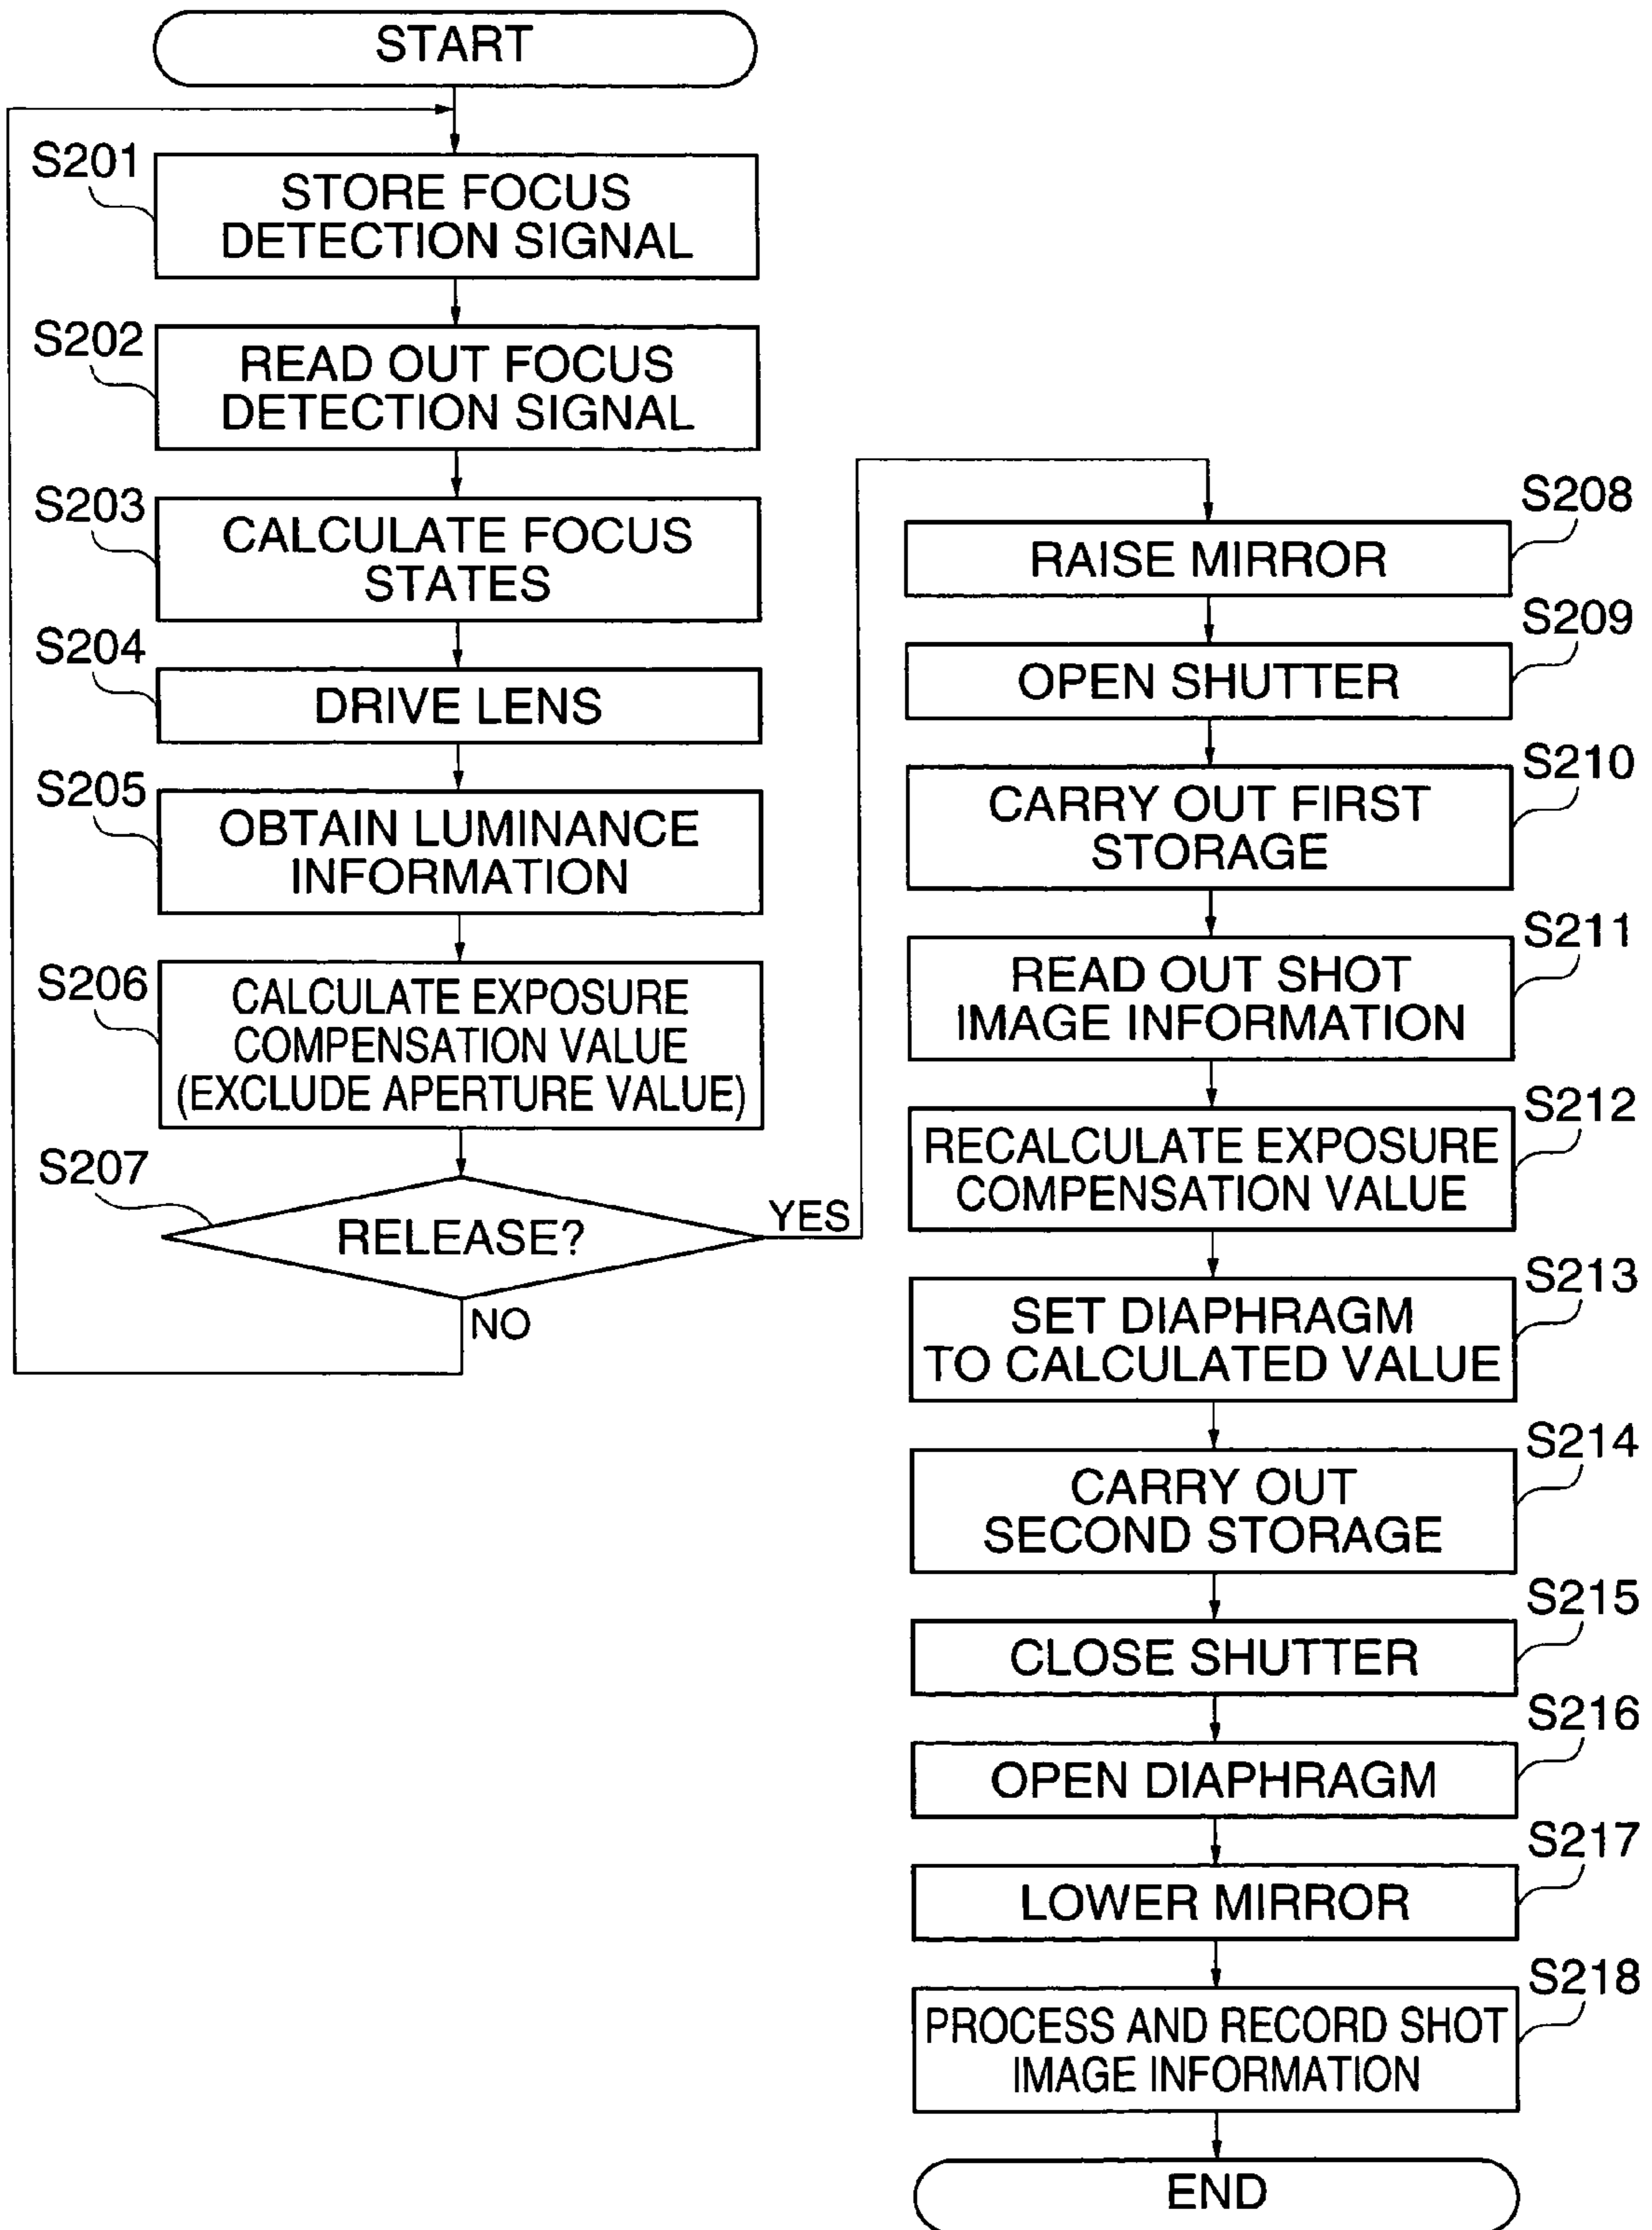 START
S201
STORE FOCUS
DETECTION SIGNAL
S202
READ OUT FOCUS
DETECTION SIGNAL
S203
CALCULATE FOCUS
STATES
S204
DRIVE LENS
S205
OBTAIN LUMINANCE
INFORMATION
S206
CALCULATE EXPOSURE
COMPENSATION VALUE
(EXCLUDE APERTURE VALUE)
S207
RELEASE?
YES
NO
S208
RAISE MIRROR
S209
OPEN SHUTTER
S210
CARRY OUT FIRST
STORAGE
S211
READ OUT SHOT
IMAGE INFORMATION
S212
RECALCULATE EXPOSURE
COMPENSATION VALUE
S213
SET DIAPHRAGM
TO CALCULATED VALUE
S214
CARRY OUT
SECOND STORAGE
S215
CLOSE SHUTTER
S216
OPEN DIAPHRAGM
S217
LOWER MIRROR
S218
PROCESS AND RECORD SHOT
IMAGE INFORMATION
END